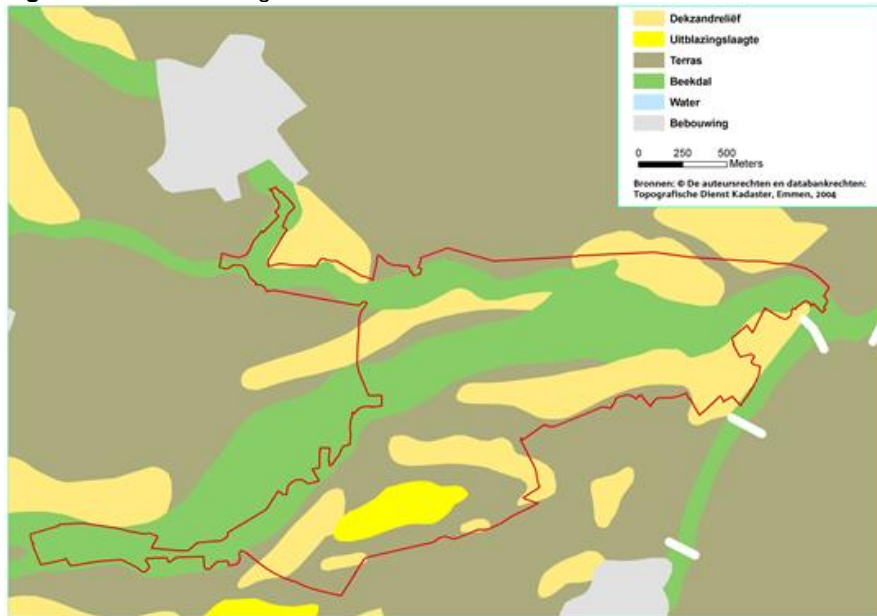 Dekzandreliëf
Uitblazingslaagte
Terras
Beekdal
Water
Bebouwing
0 250 500
Meters
Bronnen: © De auteursrechten en databankrechten:
Topografische Dienst Kadaster, Emmen, 2004